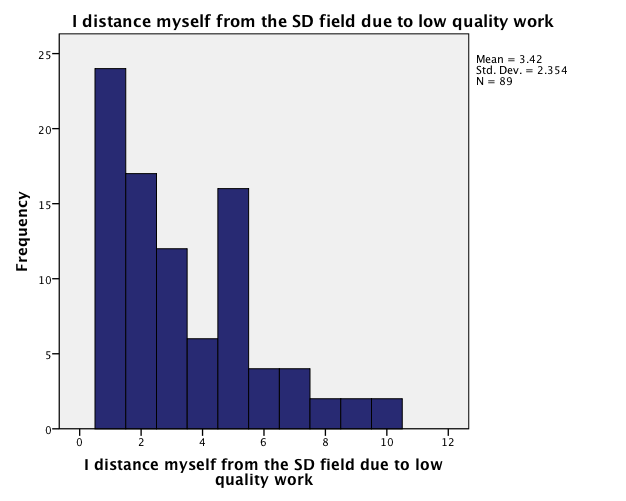 I distance myself from the SD field due to low quality work
Mean = 3.42
Std. Dev. = 2.354
N = 89
Frequency
25
20
15
10
5
0
0 2 4 6 8 10 12
I distance myself from the SD field due to low
quality work